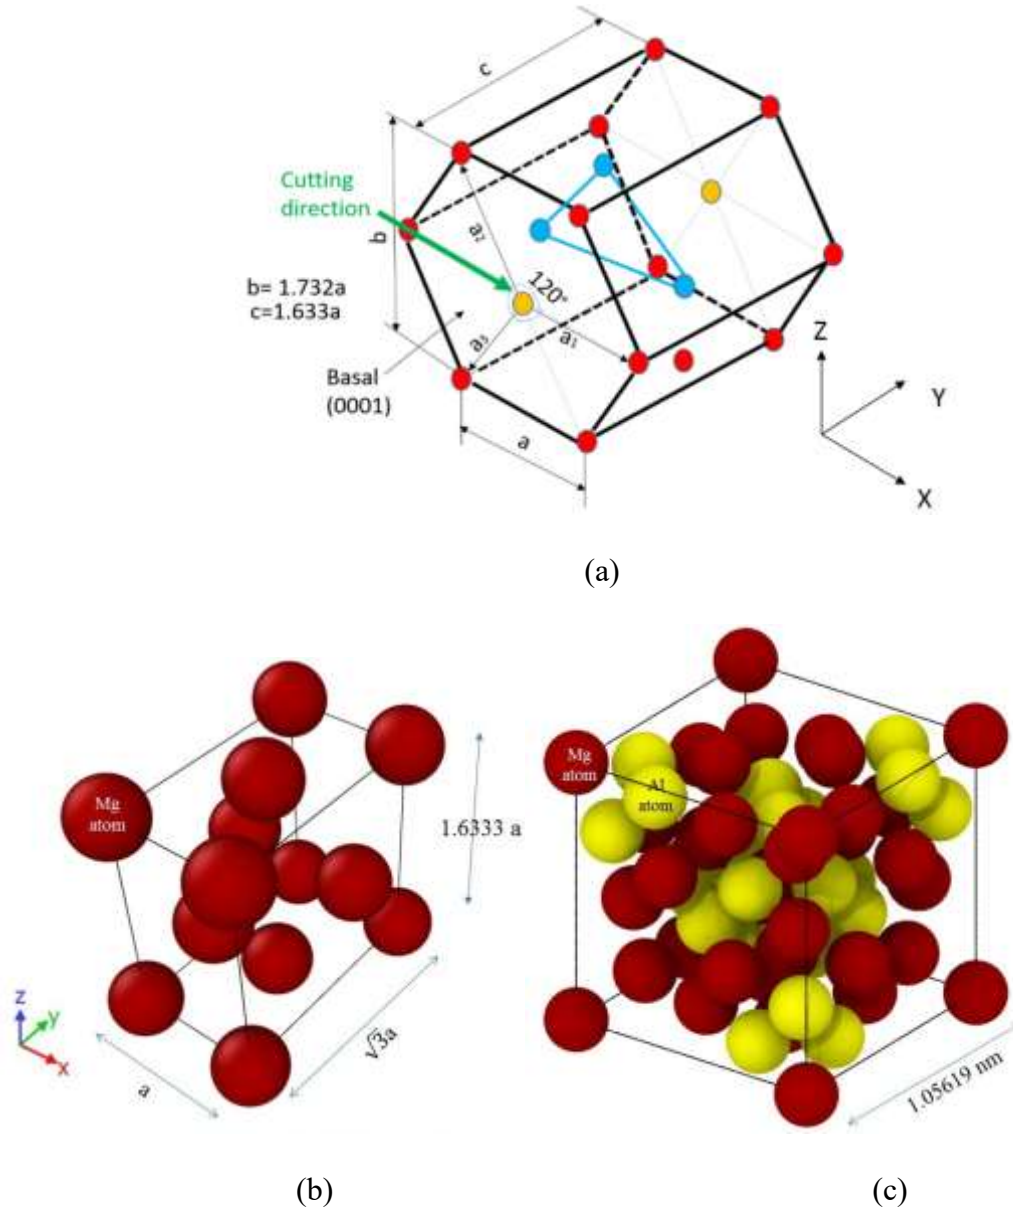 c
Cutting
direction
b
a₂
b= 1.732a
c=1.633a
120°
a₃
a₁
Basal
(0001)
a
Z
Y
X
(a)
Mg
atom
1.6333 a
Z
Y
X
a
√3a
Mg
atom
Al
atom
1.05619 nm
(b)
(c)